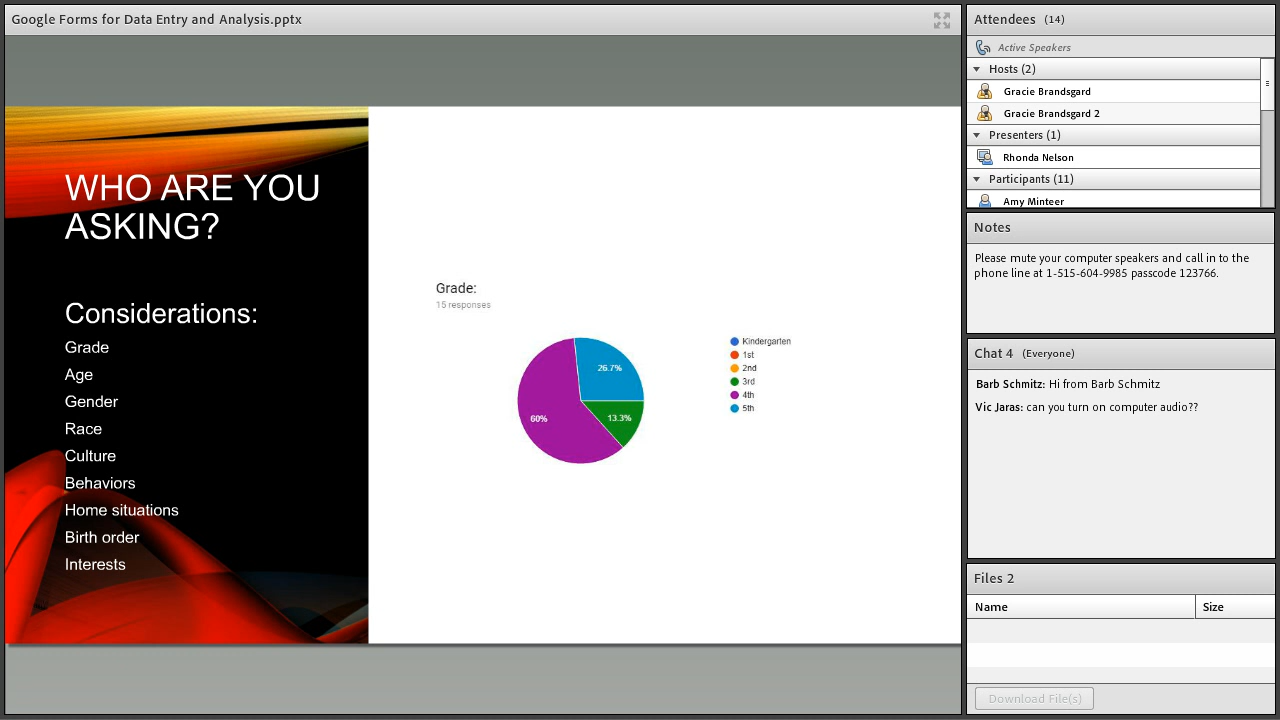 Google Forms for Data Entry and Analysis.pptx
WHO ARE YOU
ASKING?
Considerations:
Grade
Age
Gender
Race
Culture
Behaviors
Home situations
Birth order
Interests
Grade:
15 responses
26.7%
60%
13.3%
Kindergarten
1st
2nd
3rd
4th
5th
Attendees (14)
Active Speakers
Hosts (2)
Gracie Brandsgard
Gracie Brandsgard 2
Presenters (1)
Rhonda Nelson
Participants (11)
Amy Minteer
Notes
Please mute your computer speakers and call in to the
phone line at 1-515-604-9985 passcode 123766.
Chat 4 (Everyone)
Barb Schmitz: Hi from Barb Schmitz
Vic Jaras: can you turn on computer audio??
Files 2
Name Size
Download File(s)